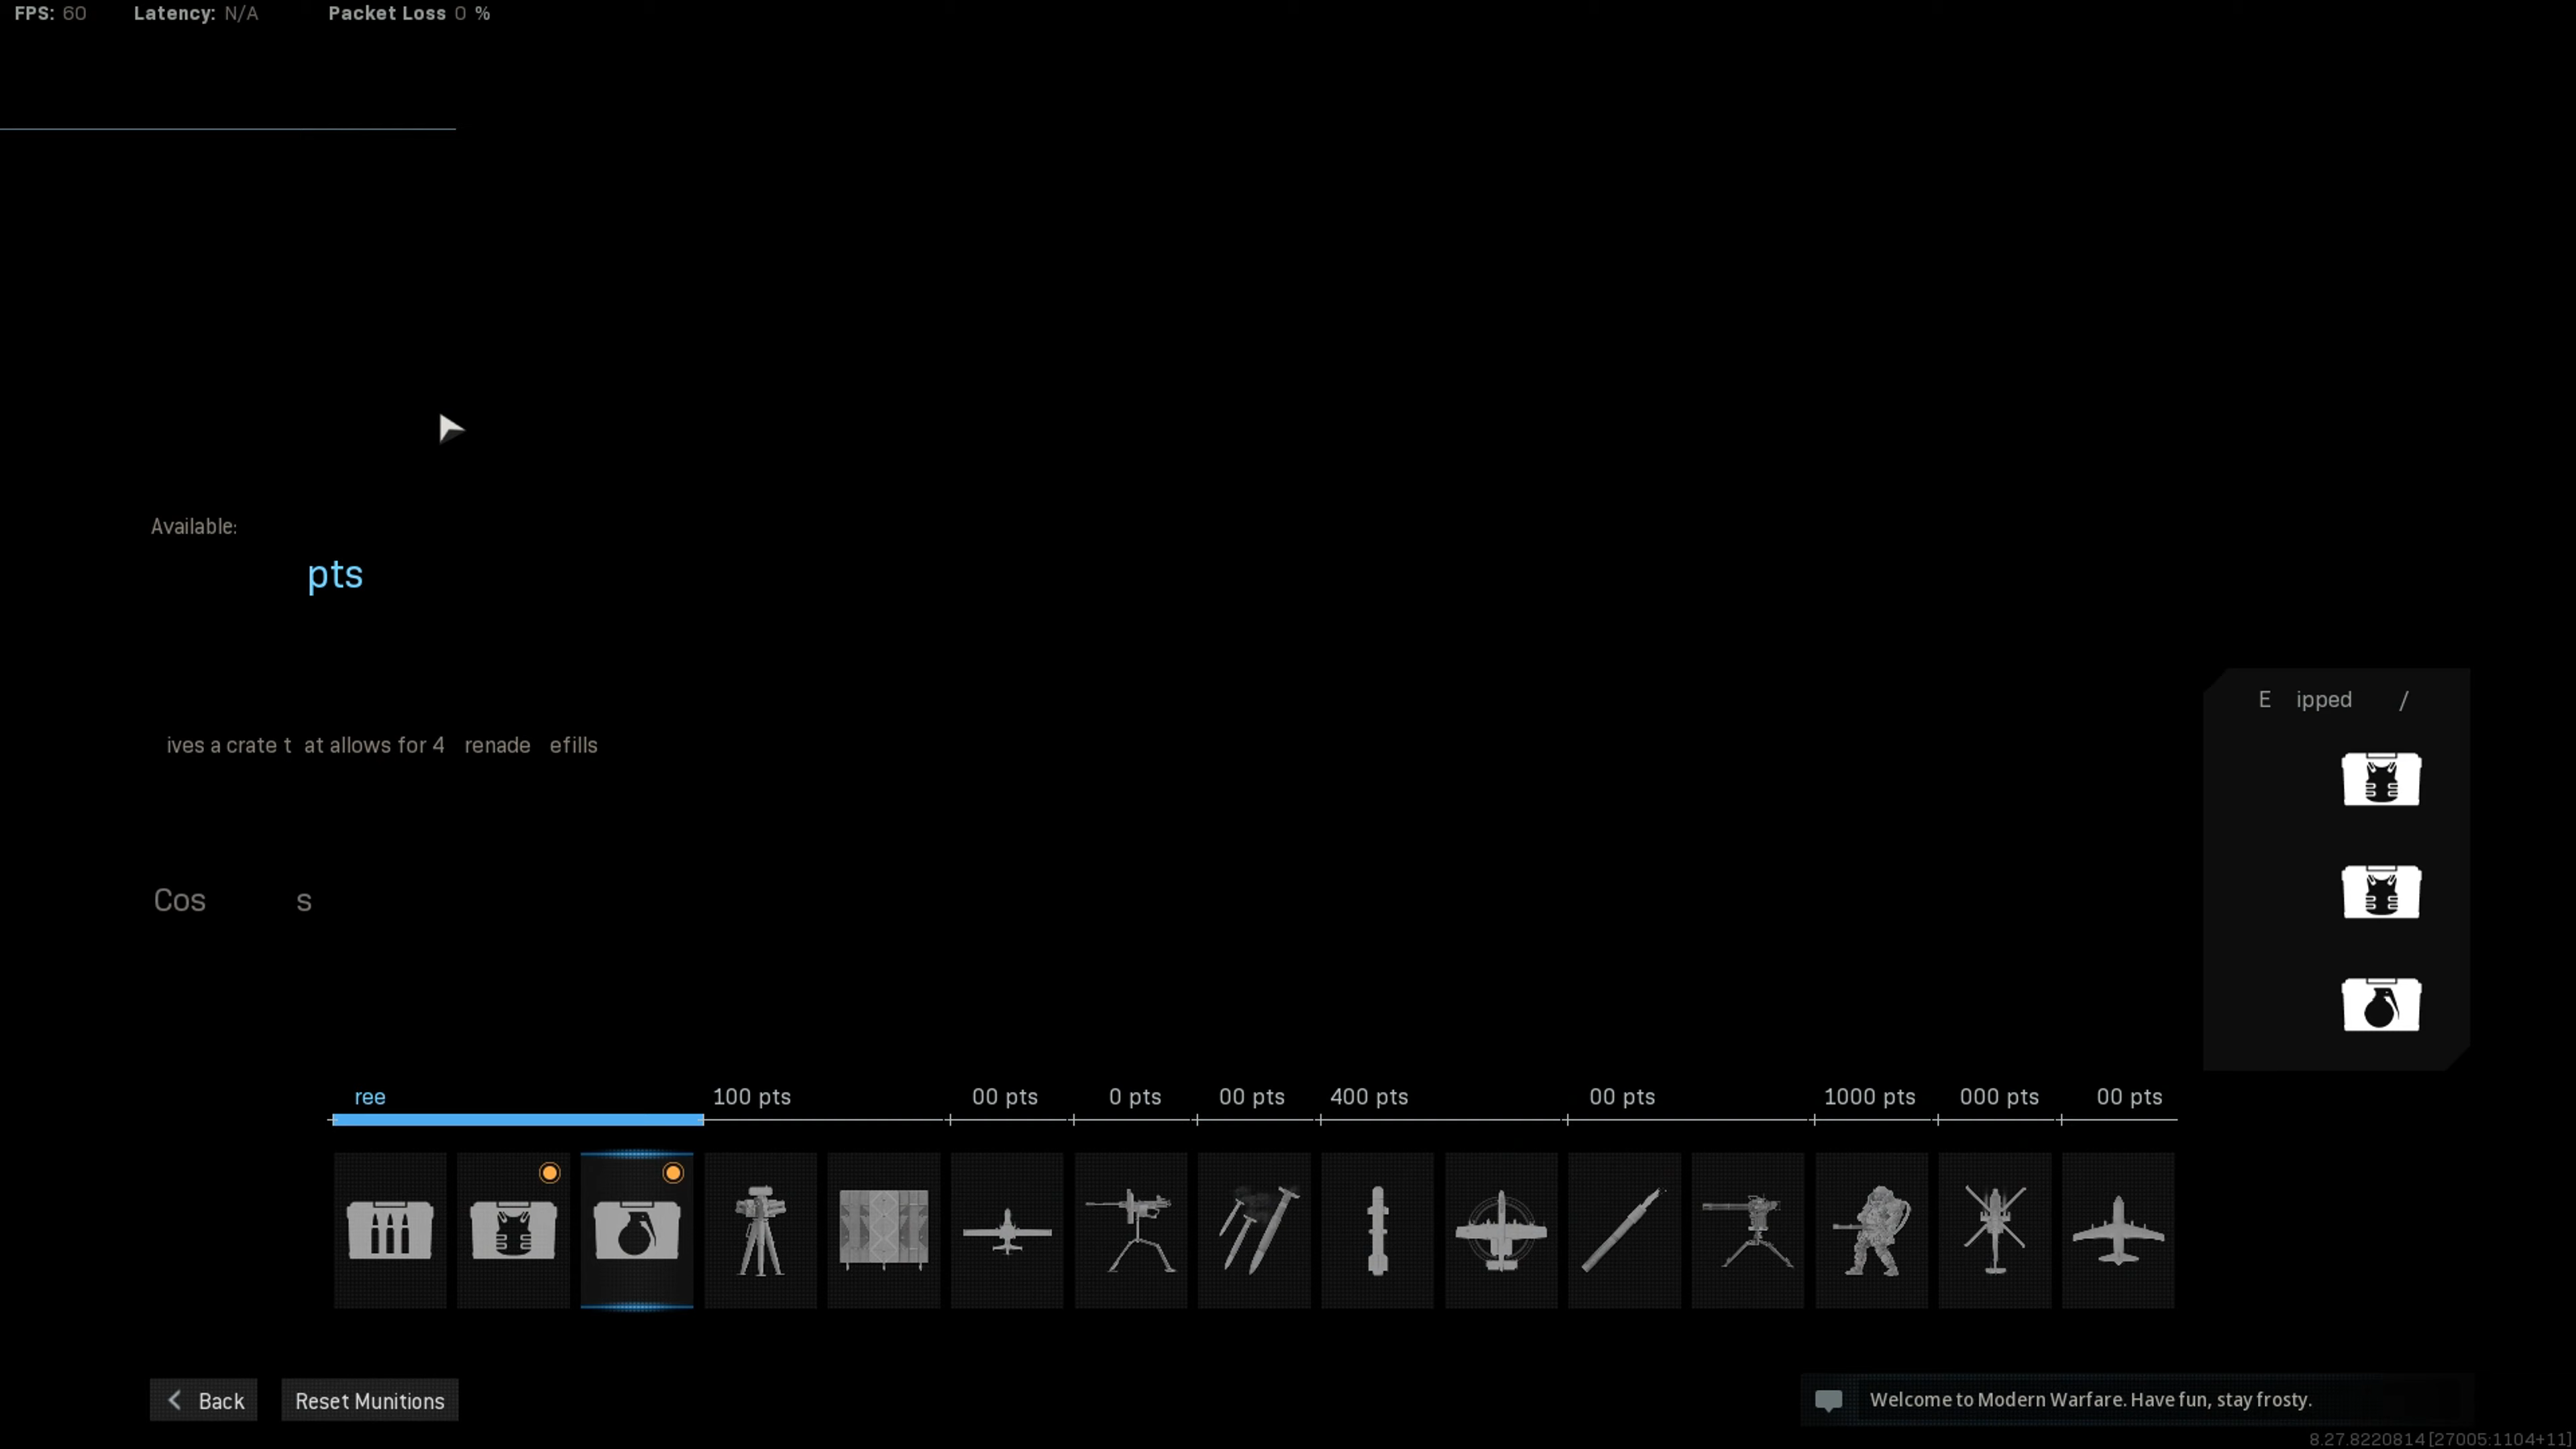 FPS: 60 Latency: N/A Packet Loss 0 %
Available:
pts
E ipped /
ives a crate t at allows for 4 renade efills
Cos s
ree 100 pts 00 pts 0 pts 00 pts 400 pts 00 pts 1000 pts 000 pts 00 pts
Back Reset Munitions
Welcome to Modern Warfare. Have fun, stay frosty.
8.27.8220814 [27005:1104+11]